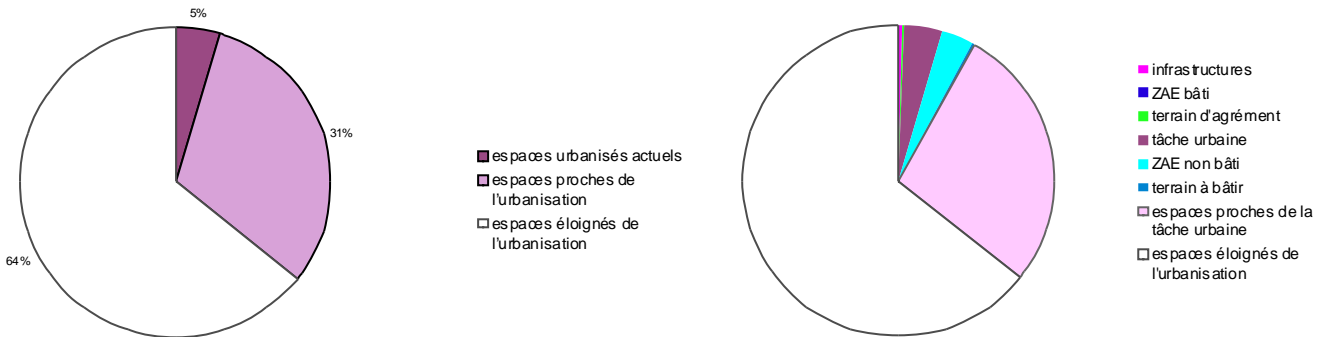 5%
31%
64%
espaces urbanisés actuels
espaces proches de
l'urbanisation
espaces éloignés de
l'urbanisation
infrastructures
ZAE bâti
terrain d'agrément
tâche urbaine
ZAE non bâti
terrain à bâtir
espaces proches de la
tâche urbaine
espaces éloignés de
l'urbanisation